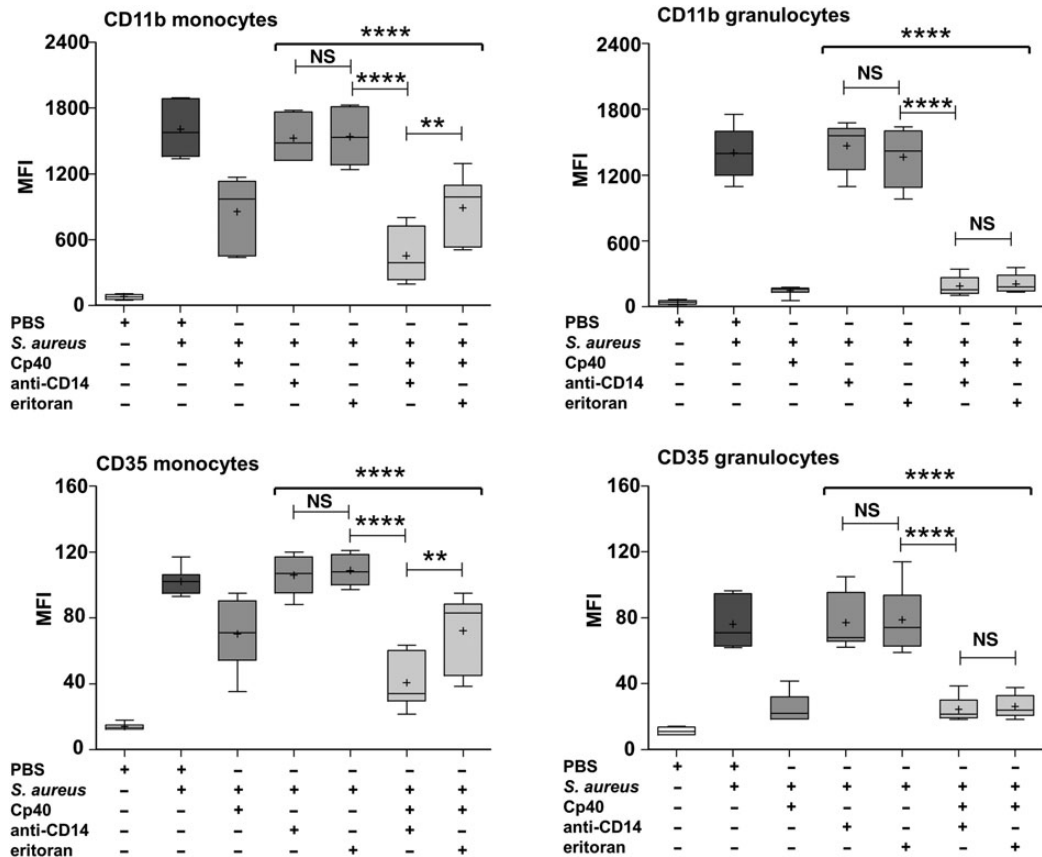 CD11b monocytes
****
NS
****
**
2400
1800
1200
600
0
MFI
PBS + + – – – – –
S. aureus – + + + + + +
Cp40 – – + – – + +
anti-CD14 – – – + – + –
eritoran – – – – + – +
CD11b granulocytes
****
NS
****
NS
2400
1800
1200
600
0
MFI
PBS + + – – – – –
S. aureus – + + + + + +
Cp40 – – + – – + +
anti-CD14 – – – + – + –
eritoran – – – – + – +
CD35 monocytes
****
NS
****
**
160
120
80
40
0
MFI
PBS + + – – – – –
S. aureus – + + + + + +
Cp40 – – + – – + +
anti-CD14 – – – + – + –
eritoran – – – – + – +
CD35 granulocytes
****
NS
****
NS
160
120
80
40
0
MFI
PBS + + – – – – –
S. aureus – + + + + + +
Cp40 – – + – – + +
anti-CD14 – – – + – + –
eritoran – – – – + – +